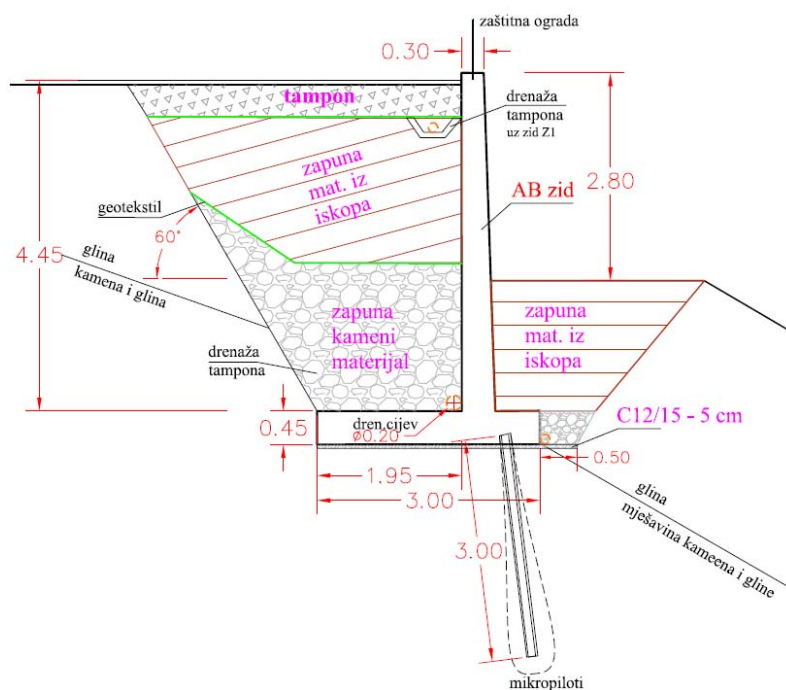 zaštitna ograda
0.30
tampon
drenaža
tampona
uz zid Z1
zapuna
mat. iz
iskopa
2.80
AB zid
geotekstil
60°
4.45
glina
kamena i glina
zapuna
kameni
materijal
zapuna
mat. iz
iskopa
drenaža
tampona
C12/15 - 5 cm
0.45
dren.cijev
ø0.20
0.50
1.95
3.00
glina
mješavina kameena i gline
3.00
mikropiloti